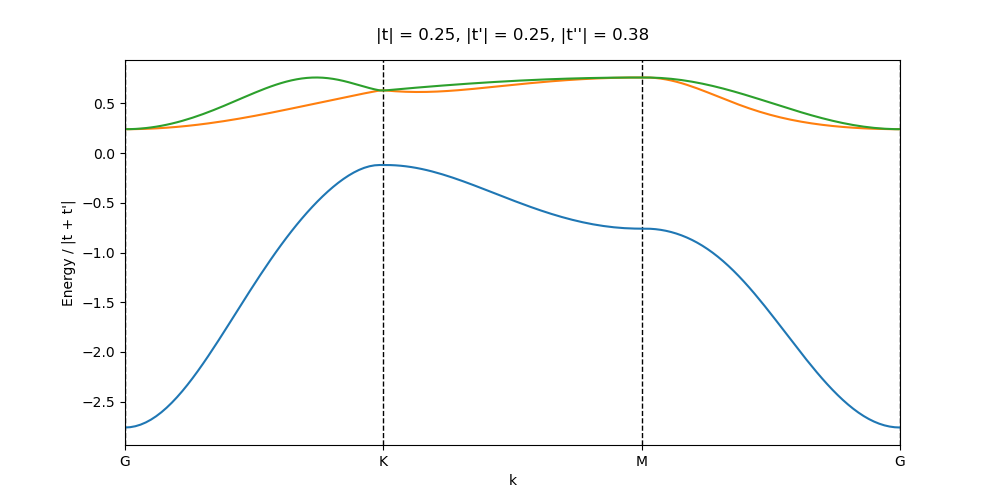 |t| = 0.25, |t'| = 0.25, |t''| = 0.38
Energy / |t + t'|
0.5
0.0
−0.5
−1.0
−1.5
−2.0
−2.5
G
K
M
G
k